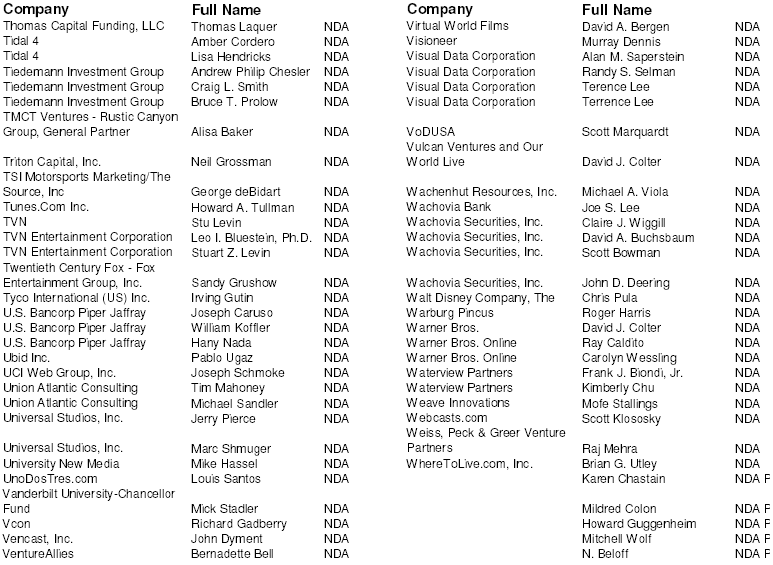 Company Full Name
Thomas Capital Funding, LLC Thomas Laquer NDA
Tidal 4 Amber Cordero NDA
Tidal 4 Lisa Hendricks NDA
Tiedemann Investment Group Andrew Philip Chesler NDA
Tiedemann Investment Group Craig L. Smith NDA
Tiedemann Investment Group Bruce T. Prolow NDA
TMCT Ventures - Rustic Canyon
Group, General Partner Alisa Baker NDA
Triton Capital, Inc. Neil Grossman NDA
TSI Motorsports Marketing/The
Source, Inc George deBidart NDA
Tunes.Com Inc. Howard A. Tullman NDA
TVN Stu Levin NDA
TVN Entertainment Corporation Leo I. Bluestein, Ph.D. NDA
TVN Entertainment Corporation Stuart Z. Levin NDA
Twentieth Century Fox - Fox
Entertainment Group, Inc. Sandy Grushow NDA
Tyco International (US) Inc. Irving Gutin NDA
U.S. Bancorp Piper Jaffray Joseph Caruso NDA
U.S. Bancorp Piper Jaffray William Koffler NDA
U.S. Bancorp Piper Jaffray Hany Nada NDA
Ubid Inc. Pablo Ugaz NDA
UCI Web Group, Inc. Joseph Schmoke NDA
Union Atlantic Consulting Tim Mahoney NDA
Union Atlantic Consulting Michael Sandler NDA
Universal Studios, Inc. Jerry Pierce NDA
Universal Studios, Inc. Marc Shmuger NDA
University New Media Mike Hassel NDA
UnoDosTres.com Louis Santos NDA
Vanderbilt University-Chancellor
Fund Mick Stadler NDA
Vcon Richard Gadberry NDA
Vencast, Inc. John Dyment NDA
VentureAllies Bernadette Bell NDA
Company Full Name
Virtual World Films David A. Bergen NDA
Visioneer Murray Dennis NDA
Visual Data Corporation Alan M. Saperstein NDA
Visual Data Corporation Randy S. Selman NDA
Visual Data Corporation Terence Lee NDA
Visual Data Corporation Terrence Lee NDA
VoDUSA Scott Marquardt NDA
Vulcan Ventures and Our
World Live David J. Colter NDA
Wachenhut Resources, Inc. Michael A. Viola NDA
Wachovia Bank Joe S. Lee NDA
Wachovia Securities, Inc. Claire J. Wiggill NDA
Wachovia Securities, Inc. David A. Buchsbaum NDA
Wachovia Securities, Inc. Scott Bowman NDA
Wachovia Securities, Inc. John D. Deering NDA
Walt Disney Company, The Chris Pula NDA
Warburg Pincus Roger Harris NDA
Warner Bros. David J. Colter NDA
Warner Bros. Online Ray Caldito NDA
Warner Bros. Online Carolyn Wessling NDA
Waterview Partners Frank J. Biondi, Jr. NDA
Waterview Partners Kimberly Chu NDA
Weave Innovations Mofe Stallings NDA
Webcasts.com Scott Klososky NDA
Weiss, Peck & Greer Venture
Partners Raj Mehra NDA
WhereToLive.com, Inc. Brian G. Utley NDA
Karen Chastain NDA P
Mildred Colon NDA P
Howard Guggenheim NDA P
Mitchell Wolf NDA P
N. Beloff NDA P